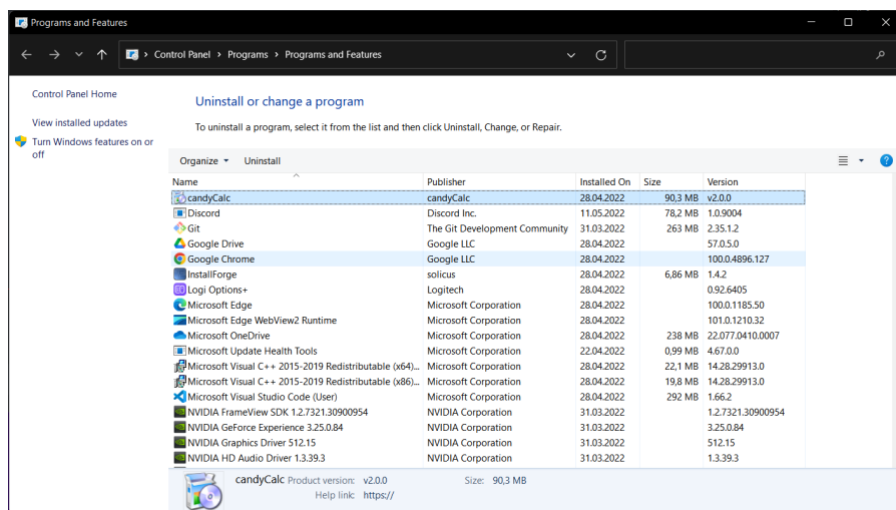 Programs and Features
Control Panel > Programs > Programs and Features
Control Panel Home
View installed updates
Turn Windows features on or off
Uninstall or change a program
To uninstall a program, select it from the list and then click Uninstall, Change, or Repair.
Organize Uninstall
Name Publisher Installed On Size Version
candyCalc candyCalc 28.04.2022 90,3 MB v2.0.0
Discord Discord Inc. 11.05.2022 78,2 MB 1.0.9004
Git The Git Development Community 31.03.2022 263 MB 2.35.1.2
Google Drive Google LLC 28.04.2022 57.0.5.0
Google Chrome Google LLC 28.04.2022 100.0.4896.127
InstallForge solicus 28.04.2022 6,86 MB 1.4.2
Logi Options+ Logitech 28.04.2022 0.92.6405
Microsoft Edge Microsoft Corporation 28.04.2022 100.0.1185.50
Microsoft Edge WebView2 Runtime Microsoft Corporation 28.04.2022 101.0.1210.32
Microsoft OneDrive Microsoft Corporation 28.04.2022 238 MB 22.077.0410.0007
Microsoft Update Health Tools Microsoft Corporation 22.04.2022 0,99 MB 4.67.0.0
Microsoft Visual C++ 2015-2019 Redistributable (x64)... Microsoft Corporation 28.04.2022 22,1 MB 14.28.29913.0
Microsoft Visual C++ 2015-2019 Redistributable (x86)... Microsoft Corporation 28.04.2022 19,8 MB 14.28.29913.0
Microsoft Visual Studio Code (User) Microsoft Corporation 28.04.2022 292 MB 1.66.2
NVIDIA FrameView SDK 1.2.7321.30900954 NVIDIA Corporation 31.03.2022 1.2.7321.30900954
NVIDIA GeForce Experience 3.25.0.84 NVIDIA Corporation 31.03.2022 3.25.0.84
NVIDIA Graphics Driver 512.15 NVIDIA Corporation 31.03.2022 512.15
NVIDIA HD Audio Driver 1.3.39.3 NVIDIA Corporation 31.03.2022 1.3.39.3
candyCalc Product version: v2.0.0 Size: 90,3 MB
Help link: https://